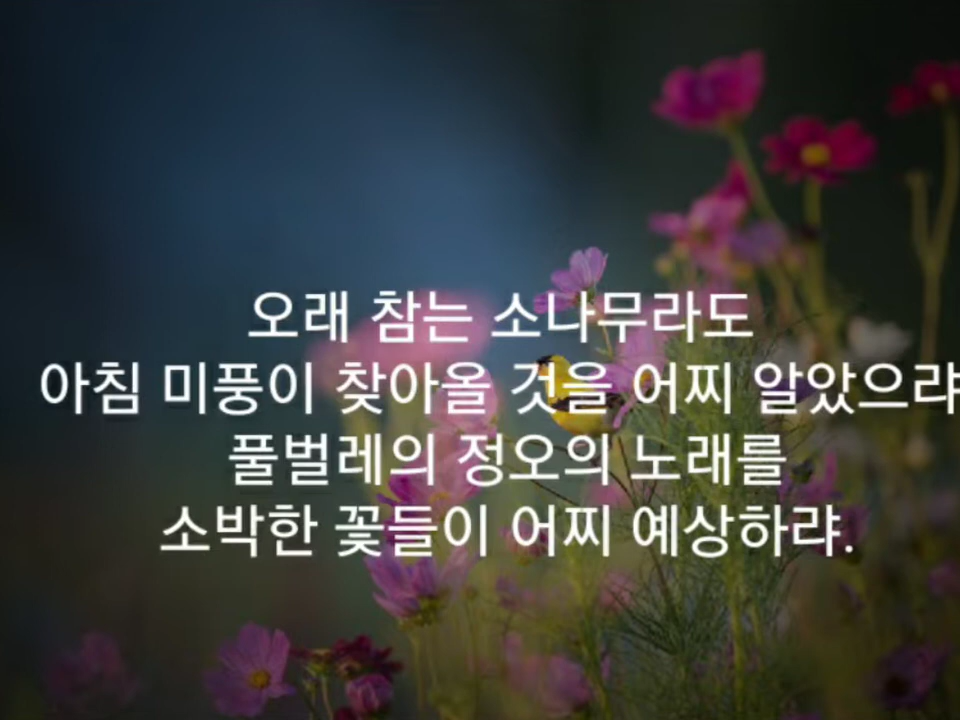 오래 참는 소나무라도
아침 미풍이 찾아올 것을 어찌 알았으랴
풀벌레의 정오의 노래를
소박한 꽃들이 어찌 예상하랴.